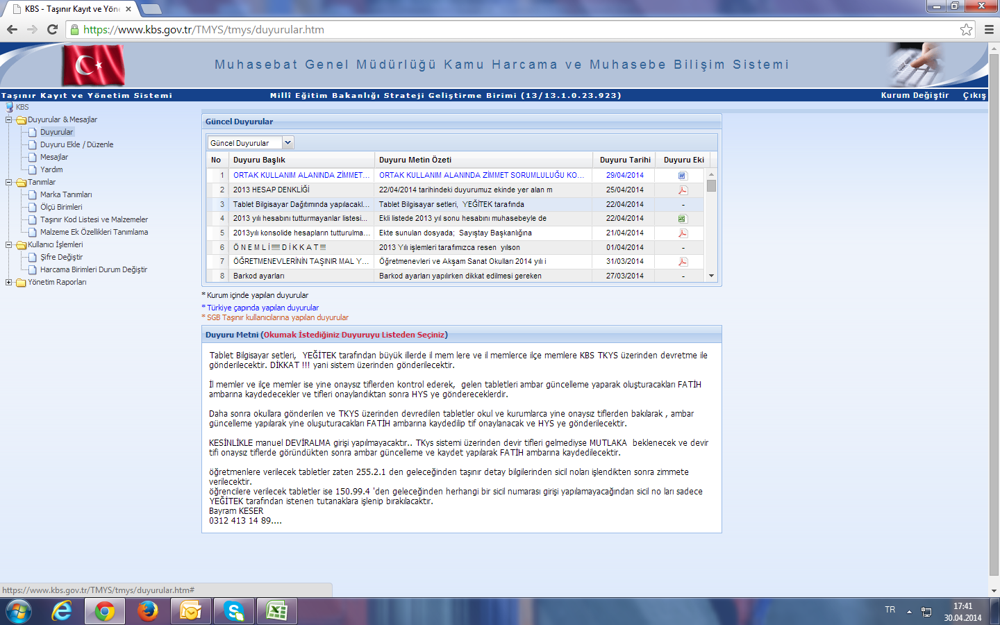 KBS - Taşınır Kayıt ve Yön
https://www.kbs.gov.tr/TMYS/tmys/duyurular.htm
Muhasebat Genel Müdürlüğü Kamu Harcama ve Muhasebe Bilişim Sistemi
Taşınır Kayıt ve Yönetim Sistemi Millî Eğitim Bakanlığı Strateji Geliştirme Birimi (13/13.1.0.23.923) Kurum Değiştir Çıkış
KBS
Duyurular & Mesajlar
Duyurular
Duyuru Ekle / Düzenle
Mesajlar
Yardım
Tanımlar
Marka Tanımları
Ölçü Birimleri
Taşınır Kod Listesi ve Malzemeler
Malzeme Ek Özellikleri Tanımlama
Kullanıcı İşlemleri
Şifre Değiştir
Harcama Birimleri Durum Değiştir
Yönetim Raporları
Güncel Duyurular
Güncel Duyurular
No Duyuru Başlık Duyuru Metin Özeti Duyuru Tarihi Duyuru Eki
1 ORTAK KULLANIM ALANINDA ZİMMET... ORTAK KULLANIM ALANINDA ZİMMET SORUMLULUĞU KO... 29/04/2014
2 2013 HESAP DENKLİĞİ 22/04/2014 tarihindeki duyurumuz ekinde yer alan m 25/04/2014
3 Tablet Bilgisayar Dağıtımında yapılacakl... Tablet Bilgisayar setleri, YEĞİTEK tarafında 22/04/2014 -
4 2013 yılı hesabını tutturmayanlar listesi... Ekli listede 2013 yıl sonu hesabını muhasebeyle de 22/04/2014
5 2013yılı konsolide hesapların tutturulma... Ekte sunulan dosyada; Sayıştay Başkanlığına 21/04/2014
6 Ö N E M L İ D İ K K A T 2013 Yılı işlemleri tarafımızca resen yılson 01/04/2014 -
7 ÖĞRETMENEVLERİNİN TAŞINIR MAL Y... Öğretmenevleri ve Akşam Sanat Okulları 2014 yılı i 31/03/2014
8 Barkod ayarları Barkod ayarları yapılırken dikkat edilmesi gereken 27/03/2014 -
* Kurum içinde yapılan duyurular
* Türkiye çapında yapılan duyurular
* SGB Taşınır kullanıcılarına yapılan duyurular
Duyuru Metni (Okumak İstediğiniz Duyuruyu Listeden Seçiniz)
Tablet Bilgisayar setleri, YEĞİTEK tarafından büyük illerde il mem lere ve il memlerce ilçe memlere KBS TKYS üzerinden devretme ile
gönderilecektir. DİKKAT !!! yani sistem üzerinden gönderilecektir.
İl memler ve ilçe memler ise yine onaysız tiflerden kontrol ederek, gelen tabletleri ambar güncelleme yaparak oluşturacakları FATİH
ambarına kaydedecekler ve tifleri onaylandıktan sonra HYS ye göndereceklerdir.
Daha sonra okullara gönderilen ve TKYS üzerinden devredilen tabletler okul ve kurumlarca yine onaysız tiflerden bakılarak , ambar
güncelleme yapılarak yine oluşuturacakları FATİH ambarına kaydedilip tif onaylanacak ve HYS ye gönderilecektir.
KESİNLİKLE manuel DEVİRALMA girişi yapılmayacaktır.. TKys sistemi üzerinden devir tifleri gelmediyse MUTLAKA beklenecek ve devir
tifi onaysız tiflerde göründükten sonra ambar güncelleme ve kaydet yapılarak FATİH ambarına kaydedilecektir.
öğretmenlere verilecek tabletler zaten 255.2.1 den geleceğinden taşınır detay bilgilerinden sicil noları işlendikten sonra zimmete
verilecektir.
öğrencilere verilecek tabletler ise 150.99.4 'den geleceğinden herhangi bir sicil numarası girişi yapılamayacağından sicil no ları sadece
YEĞİTEK tarafından istenen tutanaklara işlenip bırakılacaktır.
Bayram KESER
0312 413 14 89....
https://www.kbs.gov.tr/TMYS/tmys/duyurular.htm#
TR 17:41
30.04.2014